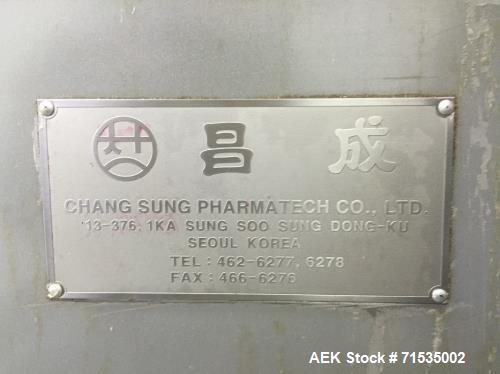 昌 成
CHANG SUNG PHARMATECH CO., LTD.
13-376, 1KA SUNG SOO SUNG DONG-KU
SEOUL KOREA
TEL : 462-6277, 6278
FAX : 466-6276
AEK Stock # 71535002